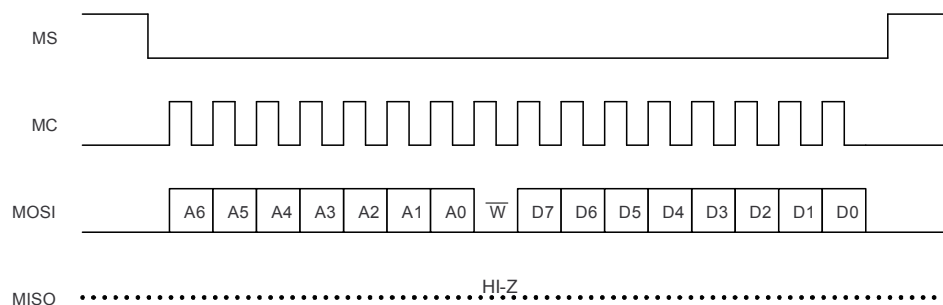 MS
MC
MOSI A6 A5 A4 A3 A2 A1 A0 W̅ D7 D6 D5 D4 D3 D2 D1 D0
HI-Z
MISO